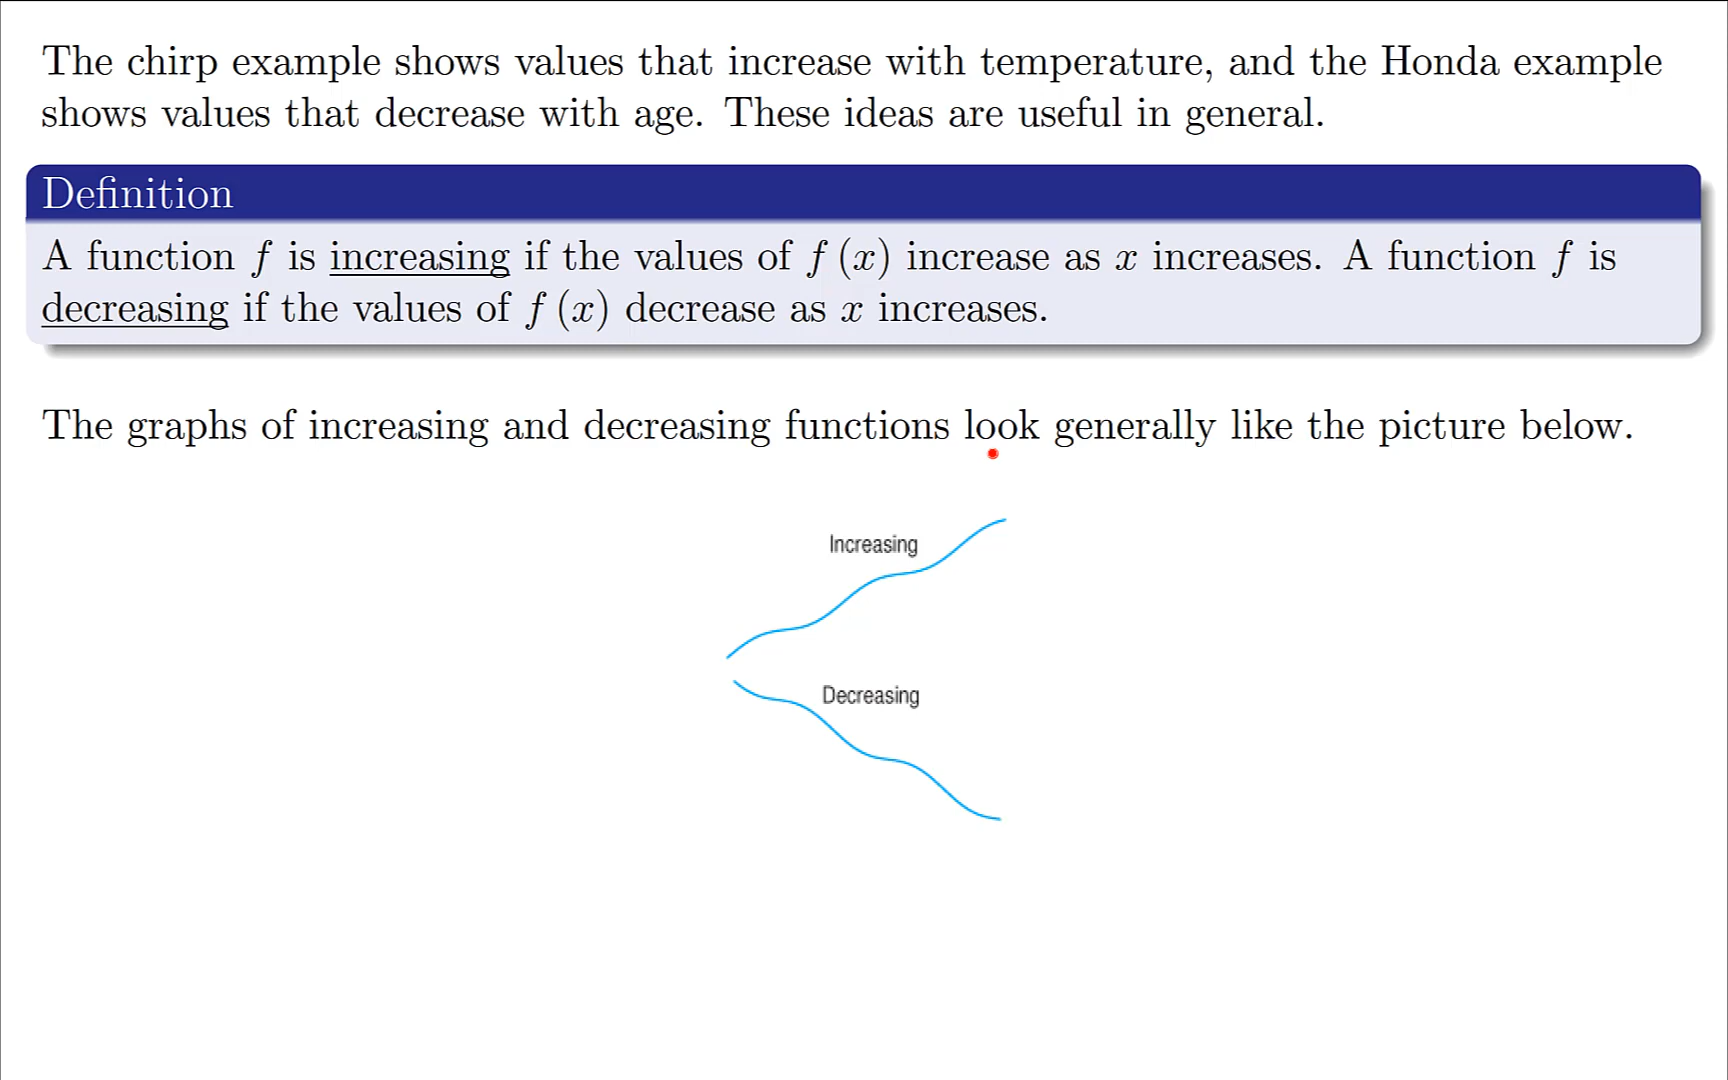 The chirp example shows values that increase with temperature, and the Honda example
shows values that decrease with age. These ideas are useful in general.
Definition
A function f is increasing if the values of f (x) increase as x increases. A function f is
decreasing if the values of f (x) decrease as x increases.
The graphs of increasing and decreasing functions look generally like the picture below.
Increasing
Decreasing